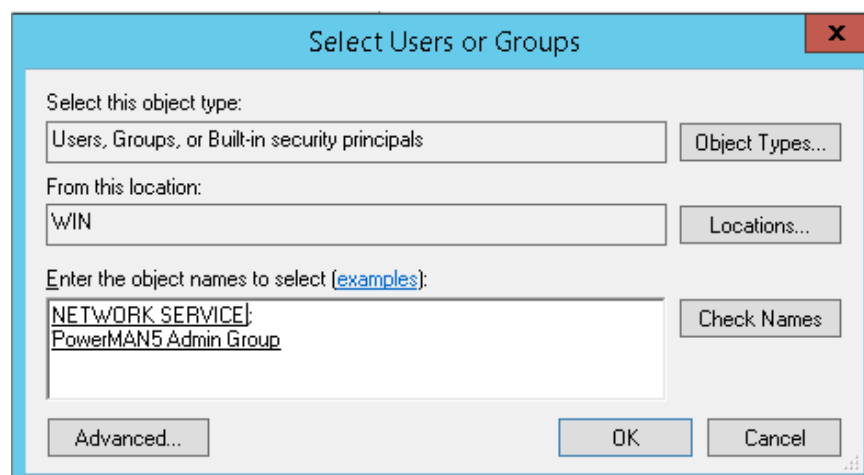 Select Users or Groups
x
Select this object type:
Users, Groups, or Built-in security principals
Object Types...
From this location:
WIN
Locations...
Enter the object names to select (examples):
NETWORK SERVICE;
PowerMAN5 Admin Group
Check Names
Advanced...
OK
Cancel